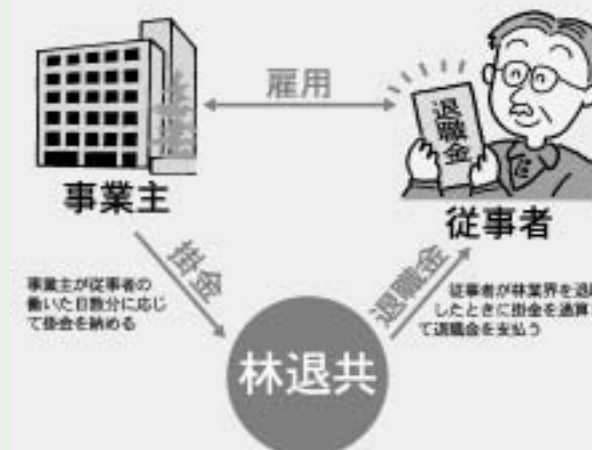 雇用
退職金
事業主
従事者
掛金
退職金
事業主が従事者の
働いた日数分に応じ
て掛金を納める
従事者が林業界を退職
したときに掛金を通算
て退職金を支払う
林退共